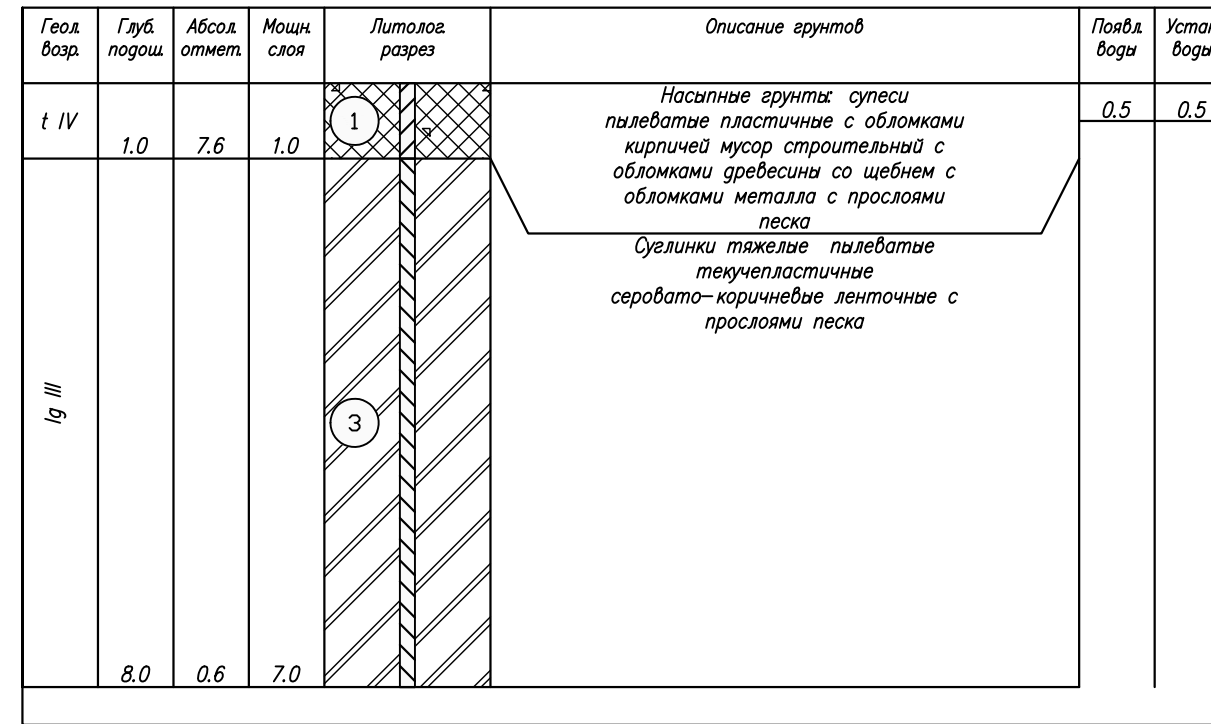 Геол. возр.
Глуб. подош.
Абсол. отмет.
Мощн. слоя
Литолог. разрез
Описание грунтов
Появл. воды
Устан воды
t IV
1.0
7.6
1.0
1
Насыпные грунты: супеси
пылеватые пластичные с обломками
кирпичей мусор строительный с
обломками древесины со щебнем с
обломками металла с прослоями
песка
0.5
0.5
Суглинки тяжелые пылеватые
текучепластичные
серовато-коричневые ленточные с
прослоями песка
lg III
3
8.0
0.6
7.0